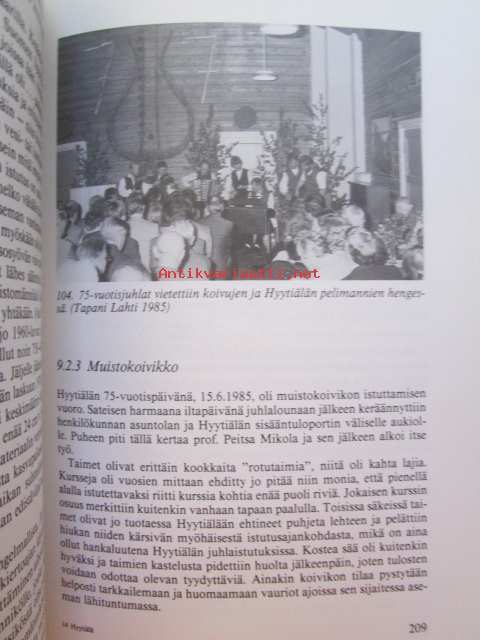 Antikvariaatti.net
104. 75-vuotisjuhlat vietettiin koivujen ja Hyytiälän pelimannien henges-
sä. (Tapani Lahti 1985)
9.2.3 Muistokoivikko
Hyytiälän 75-vuotispäivänä, 15.6.1985, oli muistokoivikon istuttamisen
vuoro. Sateisen harmaana iltapäivänä juhlalounaan jälkeen keräännyttiin
henkilökunnan asuntolan ja Hyytiälän sisääntuloportin väliselle aukiol-
le. Puheen piti tällä kertaa prof. Peitsa Mikola ja sen jälkeen alkoi itse
työ.
Taimet olivat erittäin kookkaita "rotutaimia", niitä oli kahta lajia.
Kursseja oli vuosien mittaan ehditty jo pitää niin monia, että pienellä
alalla istutettavaksi riitti kurssia kohtia enää puoli riviä. Jokaisen kurssin
osuus merkittiin kuitenkin vanhaan tapaan paalulla. Toisissa säkeissä tai-
met olivat jo tuotaessa Hyytiälään ehtineet puhjeta lehteen ja pelättiin
hiukan niiden kärsivän myöhäisestä istutusajankohdasta, mikä on aina
ollut hankaluutena Hyytiälän juhlaistutuksissa. Kostea sää oli kuitenkin
hyväksi ja taimien kastelusta pidettiin huolta jälkeenpäin, joten tulosten
voidaan odottaa olevan tyydyttäviä. Ainakin koivikon tilaa pystytään
helposti tarkkailemaan ja huomaamaan vauriot ajoissa sen sijaitessa ase-
man lähituntumassa.
14 Hyytiälä
209